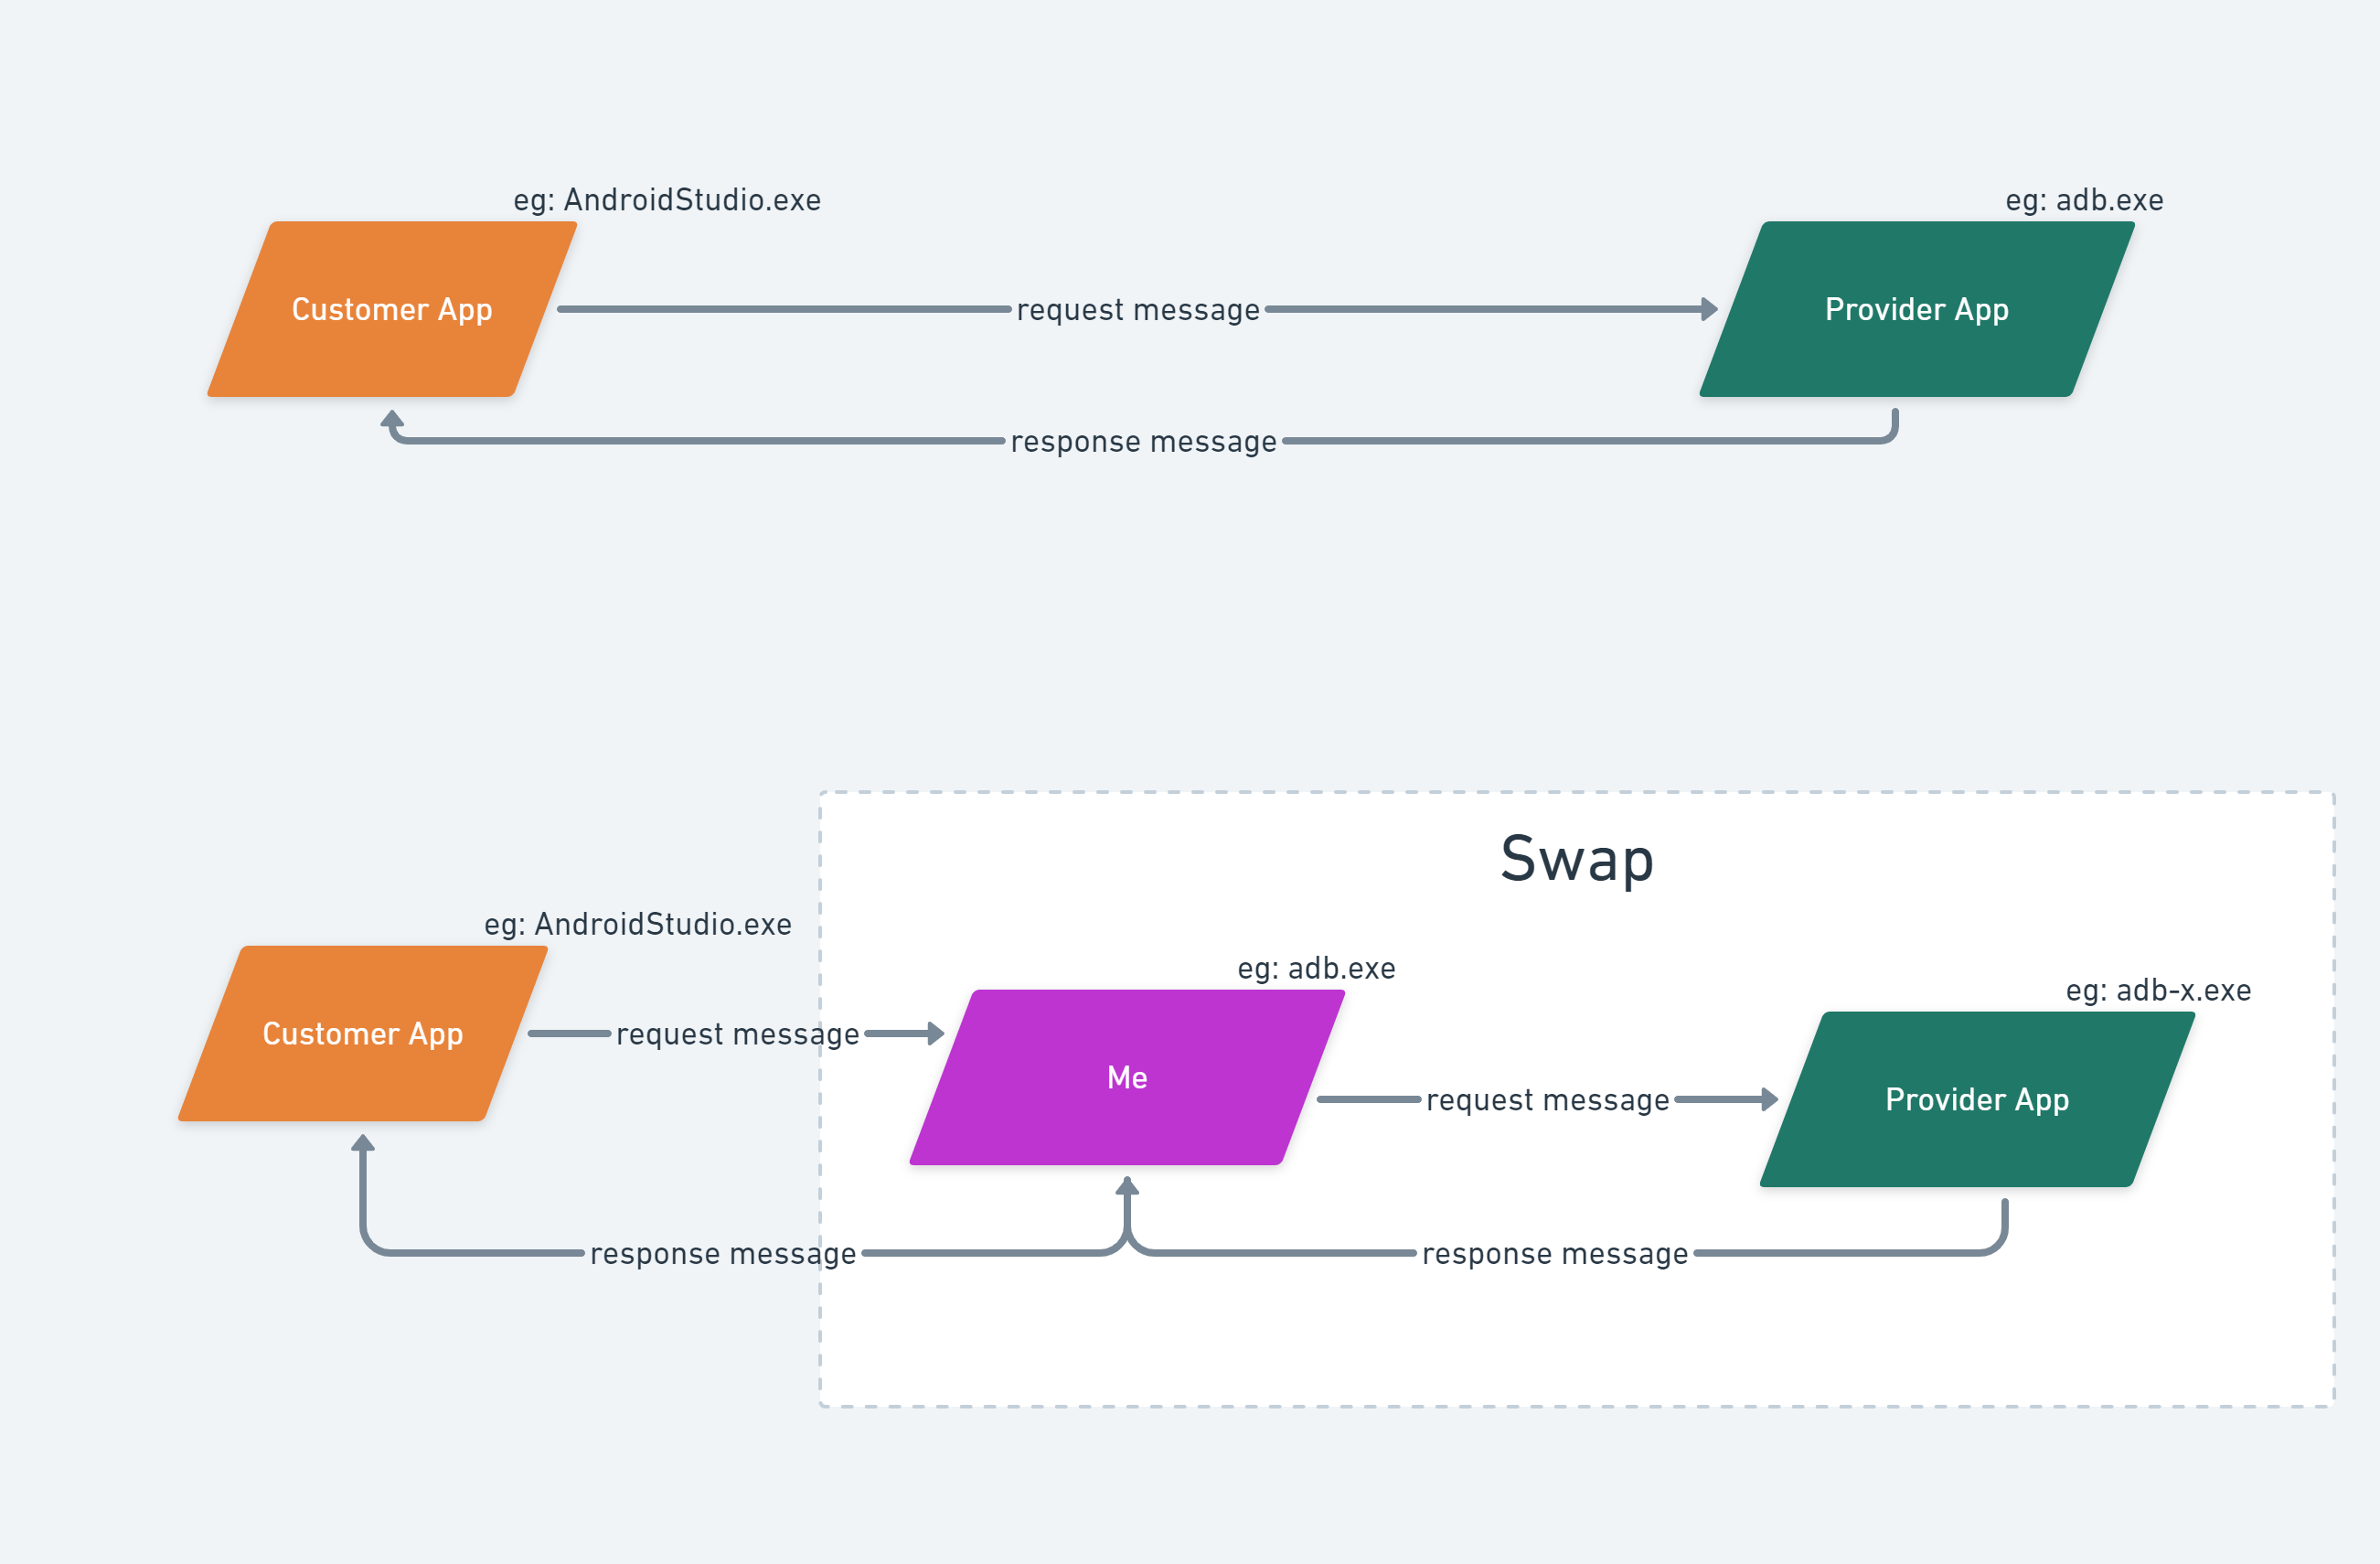 eg: AndroidStudio.exe
eg: adb.exe
Customer App
request message
Provider App
response message
Swap
eg: AndroidStudio.exe
eg: adb.exe
eg: adb-x.exe
Customer App
request message
Me
request message
Provider App
response message
response message